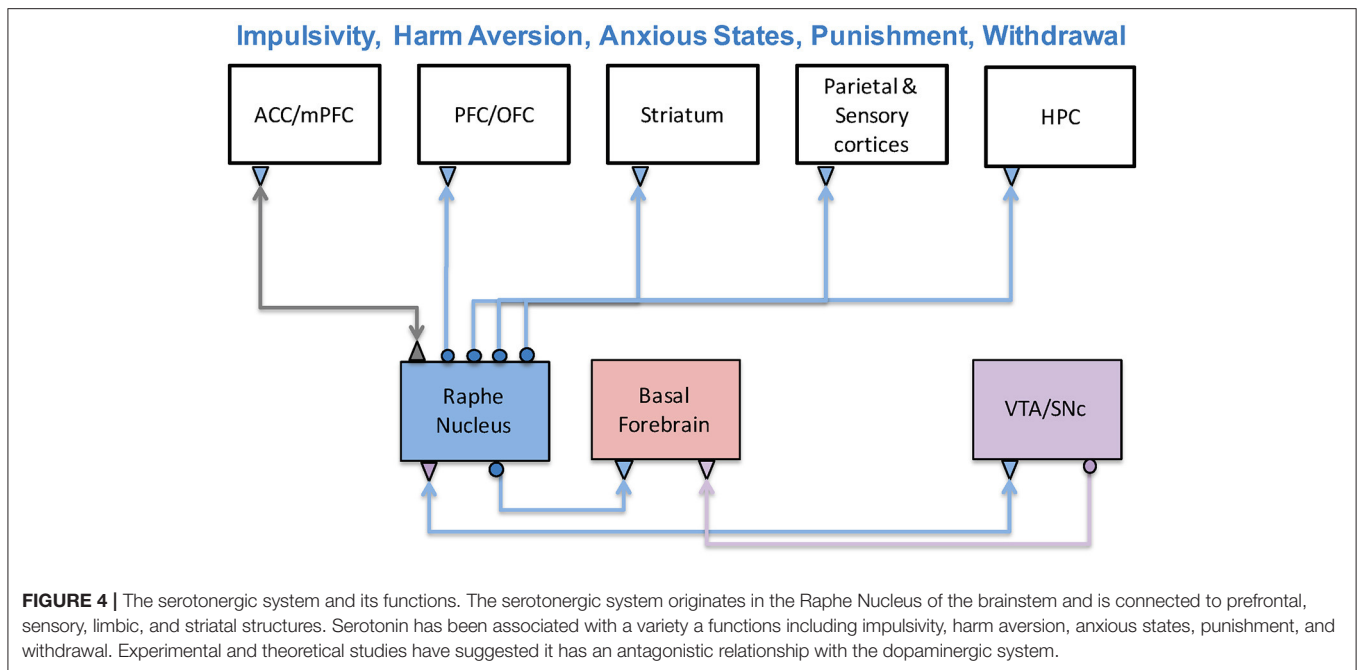 Impulsivity, Harm Aversion, Anxious States, Punishment, Withdrawal
ACC/mPFC
PFC/OFC
Striatum
Parietal &
Sensory
cortices
HPC
Raphe
Nucleus
Basal
Forebrain
VTA/SNc
FIGURE 4 | The serotonergic system and its functions. The serotonergic system originates in the Raphe Nucleus of the brainstem and is connected to prefrontal,
sensory, limbic, and striatal structures. Serotonin has been associated with a variety a functions including impulsivity, harm aversion, anxious states, punishment, and
withdrawal. Experimental and theoretical studies have suggested it has an antagonistic relationship with the dopaminergic system.